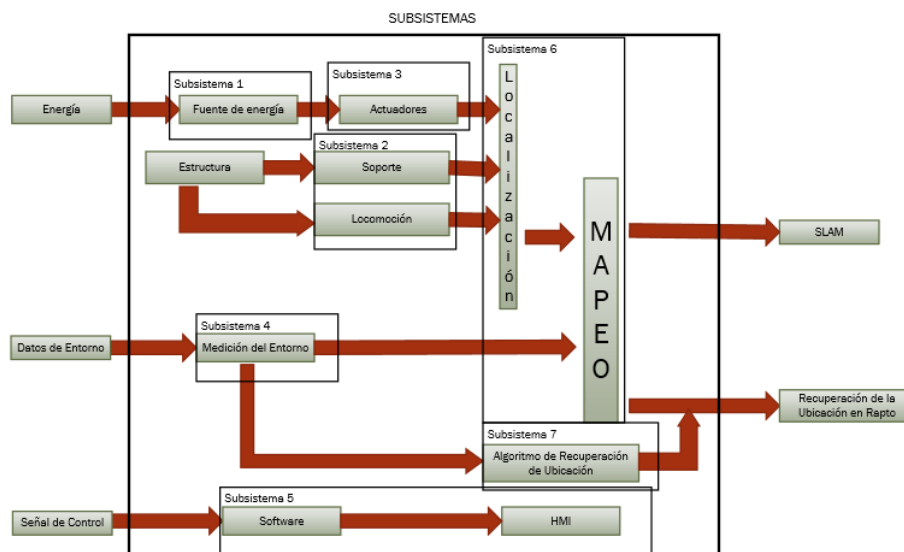 SUBSISTEMAS
Subsistema 6
Subsistema 3
Subsistema 1
Localización
Energía
Fuente de energía
Actuadores
Subsistema 2
Estructura
Soporte
Locomoción
MAPEO
SLAM
Subsistema 4
Datos de Entorno
Medición del Entorno
Recuperación de la
Ubicación en Rapto
Subsistema 7
Algoritmo de Recuperación
de Ubicación
Subsistema 5
Señal de Control
Software
HMI